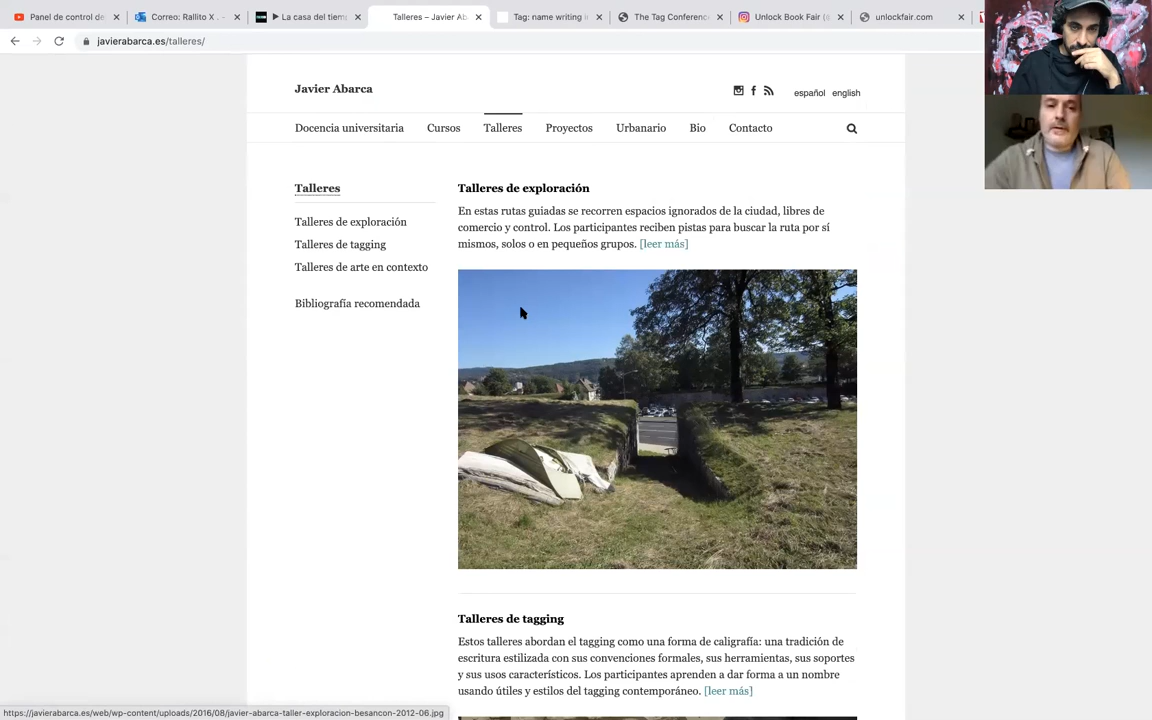 Panel de control de
Correo: Rallito X . -
La casa del tiem
Talleres – Javier Ab
Tag: name writing i
The Tag Conferenc
Unlock Book Fair (
unlockfair.com
javierabarca.es/talleres/
Javier Abarca
español english
Docencia universitaria Cursos Talleres Proyectos Urbanario Bio Contacto
Talleres
Talleres de exploración
Talleres de tagging
Talleres de arte en contexto
Bibliografía recomendada
Talleres de exploración
En estas rutas guiadas se recorren espacios ignorados de la ciudad, libres de
comercio y control. Los participantes reciben pistas para buscar la ruta por sí
mismos, solos o en pequeños grupos. [leer más]
Talleres de tagging
Estos talleres abordan el tagging como una forma de caligrafía: una tradición de
escritura estilizada con sus convenciones formales, sus herramientas, sus soportes
y sus usos característicos. Los participantes aprenden a dar forma a un nombre
usando útiles y estilos del tagging contemporáneo. [leer más]
https://javierabarca.es/web/wp-content/uploads/2016/08/javier-abarca-taller-exploracion-besancon-2012-06.jpg